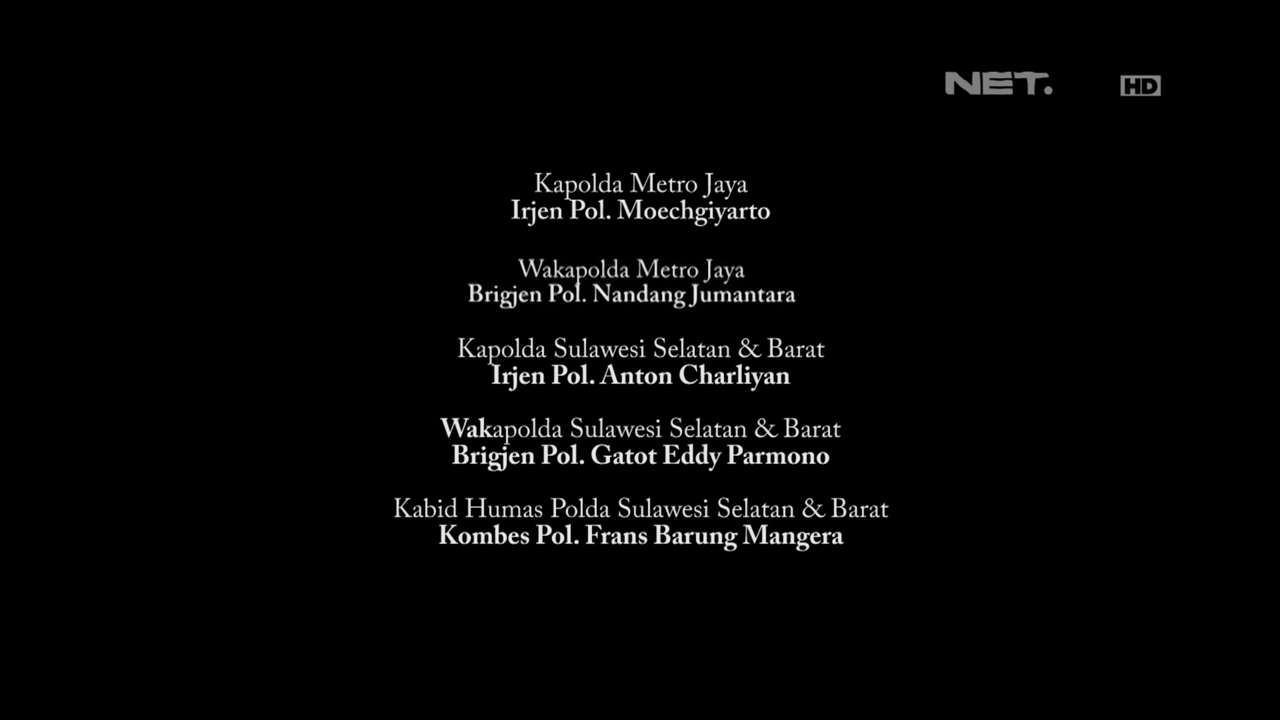 NET. HD
Kapolda Metro Jaya
Irjen Pol. Moechgiyarto
Wakapolda Metro Jaya
Brigjen Pol. Nandang Jumantara
Kapolda Sulawesi Selatan & Barat
Irjen Pol. Anton Charliyan
Wakapolda Sulawesi Selatan & Barat
Brigjen Pol. Gatot Eddy Parmono
Kabid Humas Polda Sulawesi Selatan & Barat
Kombes Pol. Frans Barung Mangera